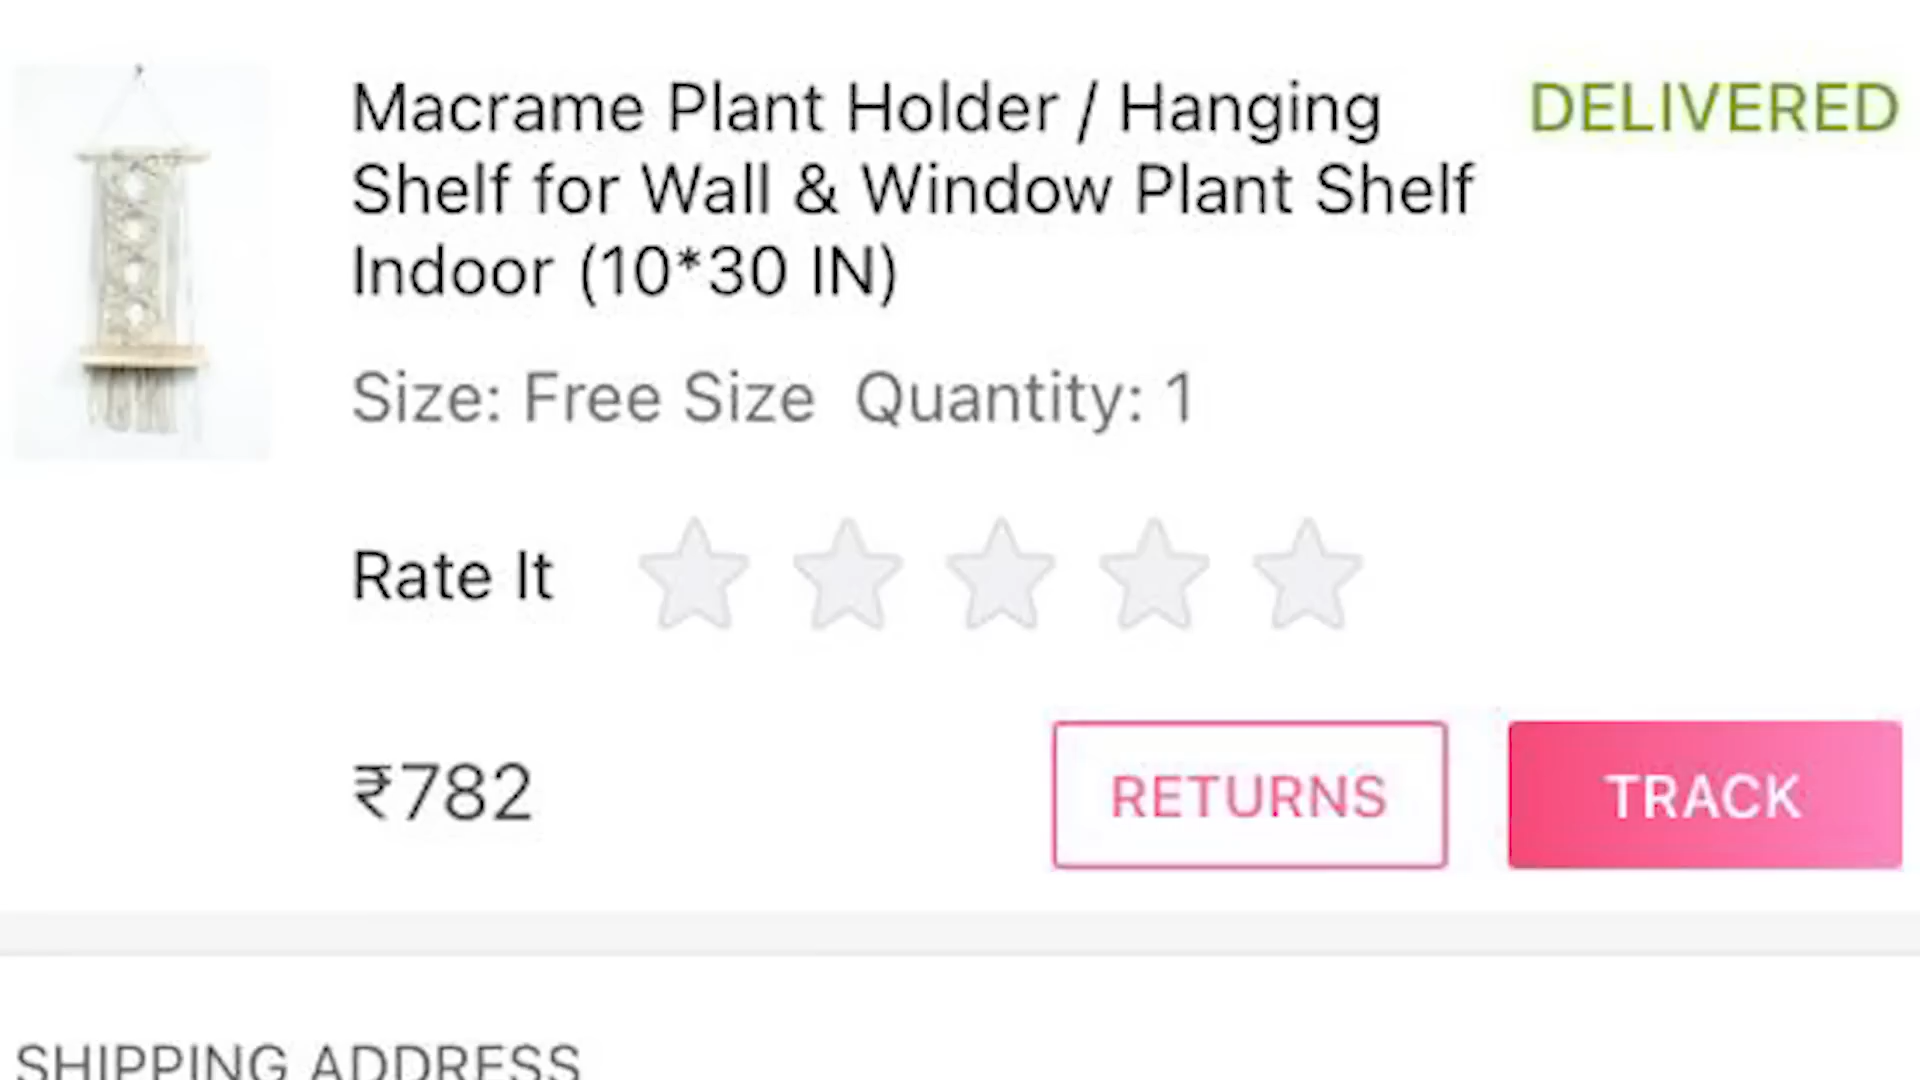 Macrame Plant Holder / Hanging
Shelf for Wall & Window Plant Shelf
Indoor (10*30 IN)
DELIVERED
Size: Free Size Quantity: 1
Rate It
₹782
RETURNS
TRACK
SHIPPING ADDRESS